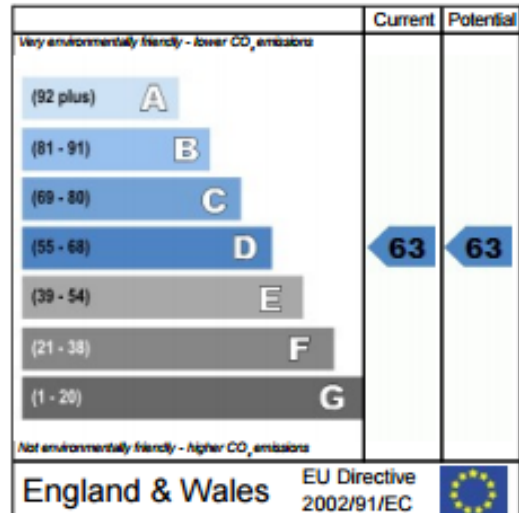 Current Potential
Very environmentally friendly - lower CO₂ emissions
(92 plus) A
(81 - 91) B
(69 - 80) C
(55 - 68) D 63 63
(39 - 54) E
(21 - 38) F
(1 - 20) G
Not environmentally friendly - higher CO₂ emissions
England & Wales EU Directive
2002/91/EC